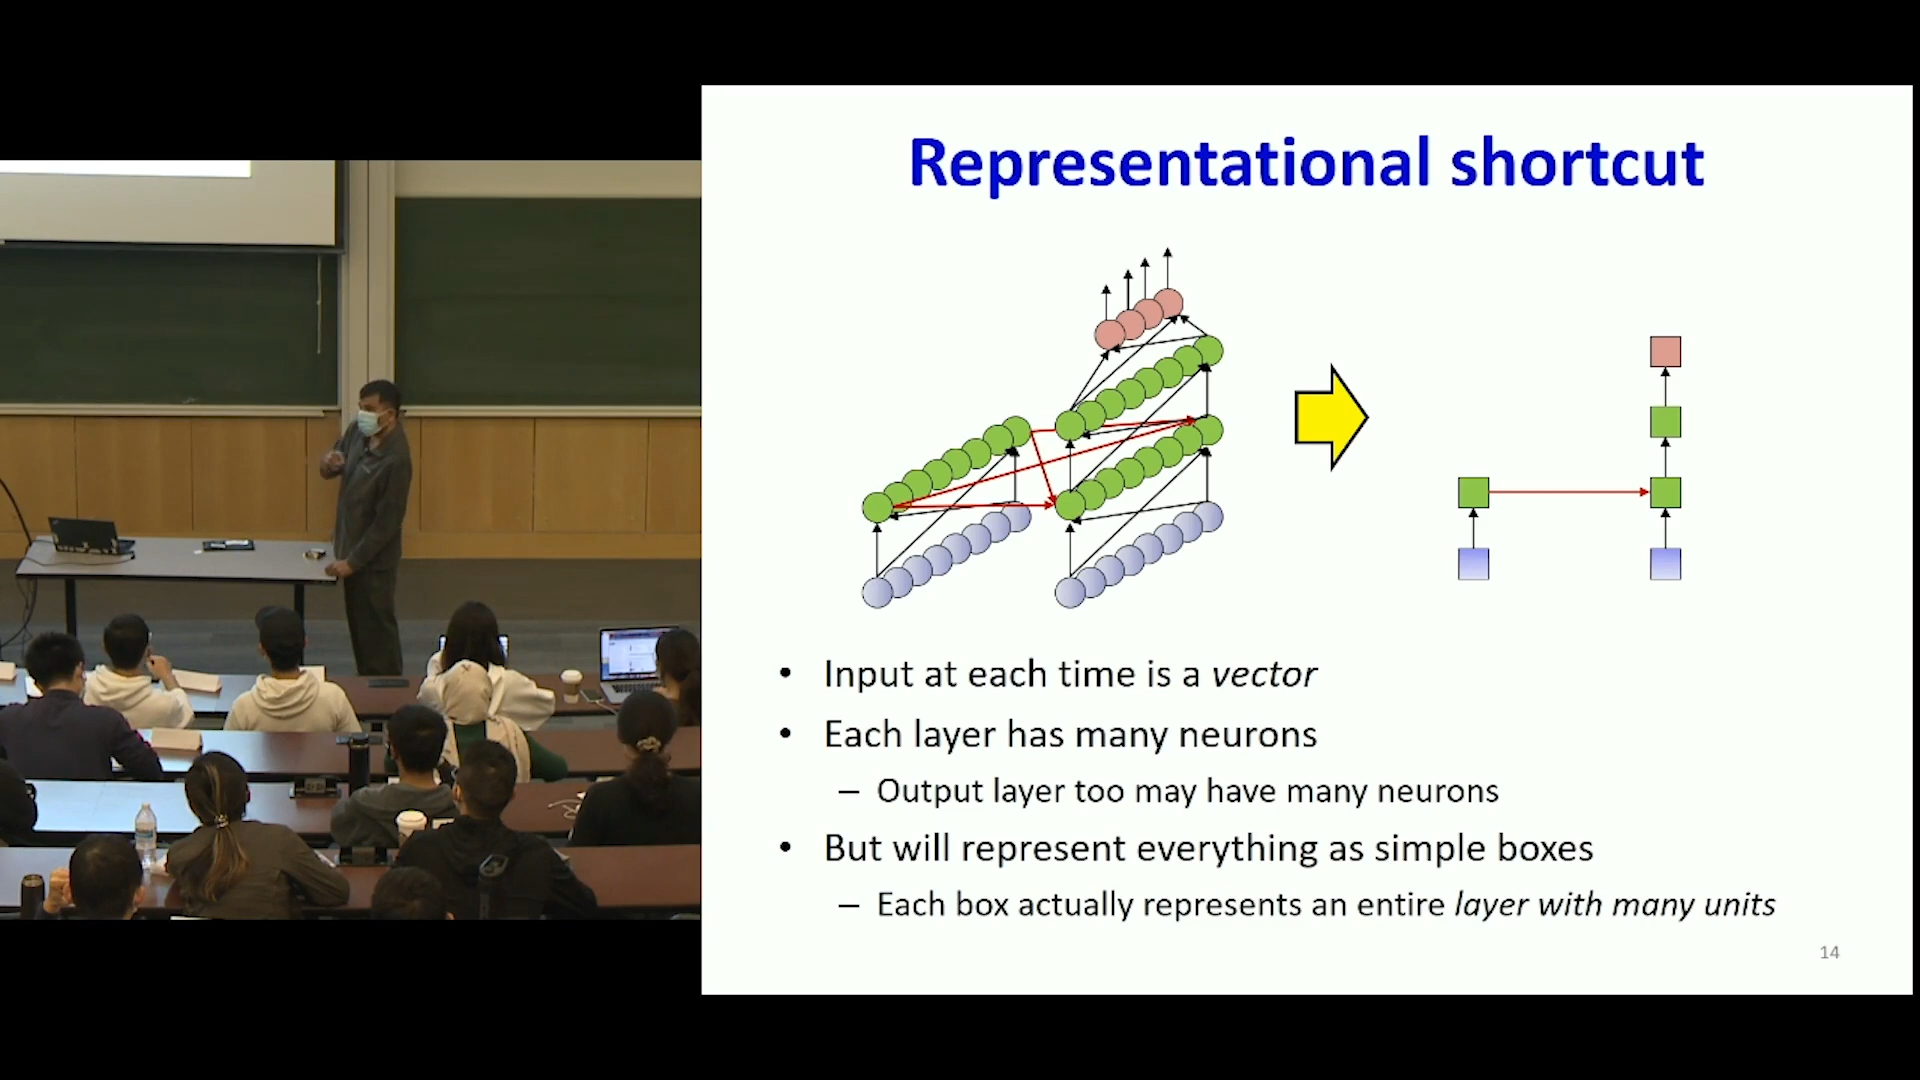 Representational shortcut
• Input at each time is a vector
• Each layer has many neurons
– Output layer too may have many neurons
• But will represent everything as simple boxes
– Each box actually represents an entire layer with many units
14